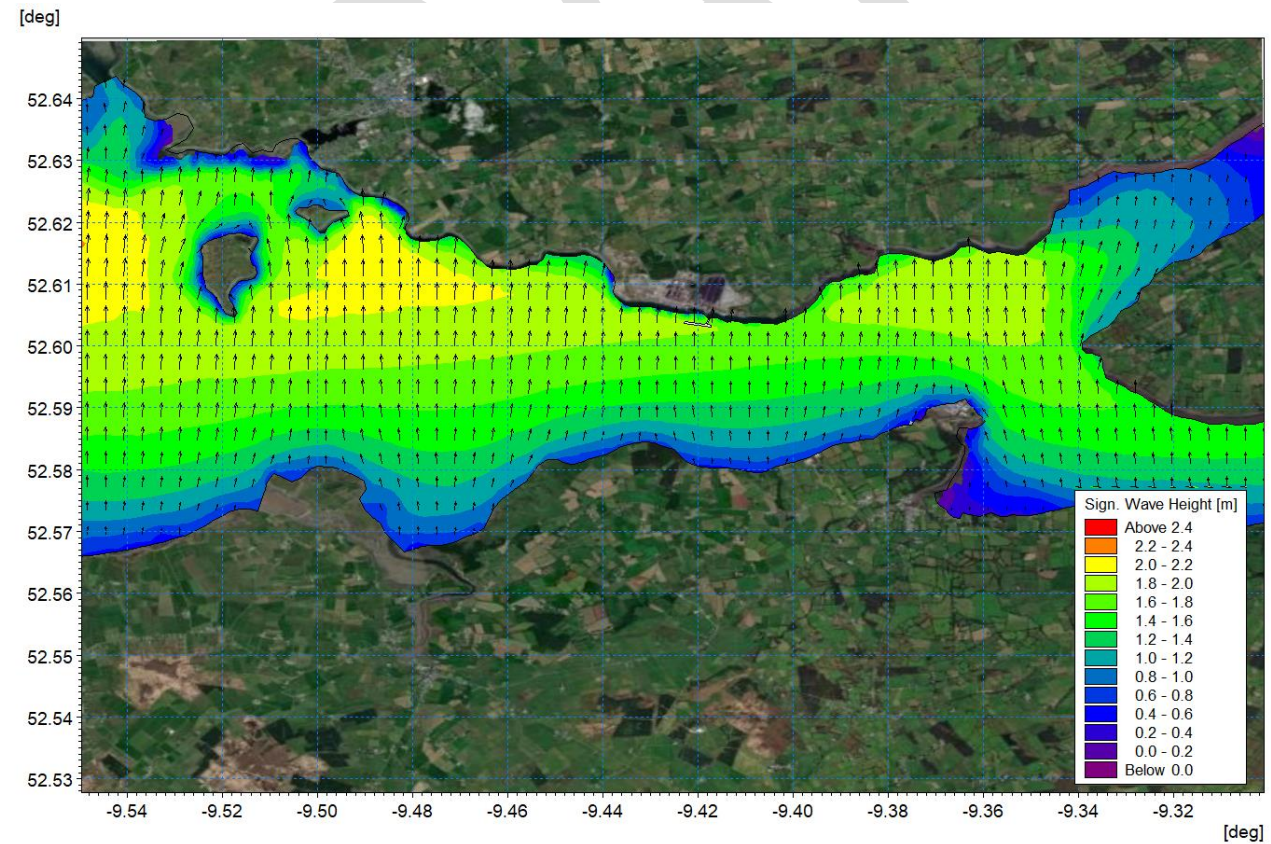 [deg]
52.64
52.63
52.62
52.61
52.60
52.59
52.58
52.57
52.56
52.55
52.54
52.53
Sign. Wave Height [m]
Above 2.4
2.2 - 2.4
2.0 - 2.2
1.8 - 2.0
1.6 - 1.8
1.4 - 1.6
1.2 - 1.4
1.0 - 1.2
0.8 - 1.0
0.6 - 0.8
0.4 - 0.6
0.2 - 0.4
0.0 - 0.2
Below 0.0
-9.54 -9.52 -9.50 -9.48 -9.46 -9.44 -9.42 -9.40 -9.38 -9.36 -9.34 -9.32
[deg]